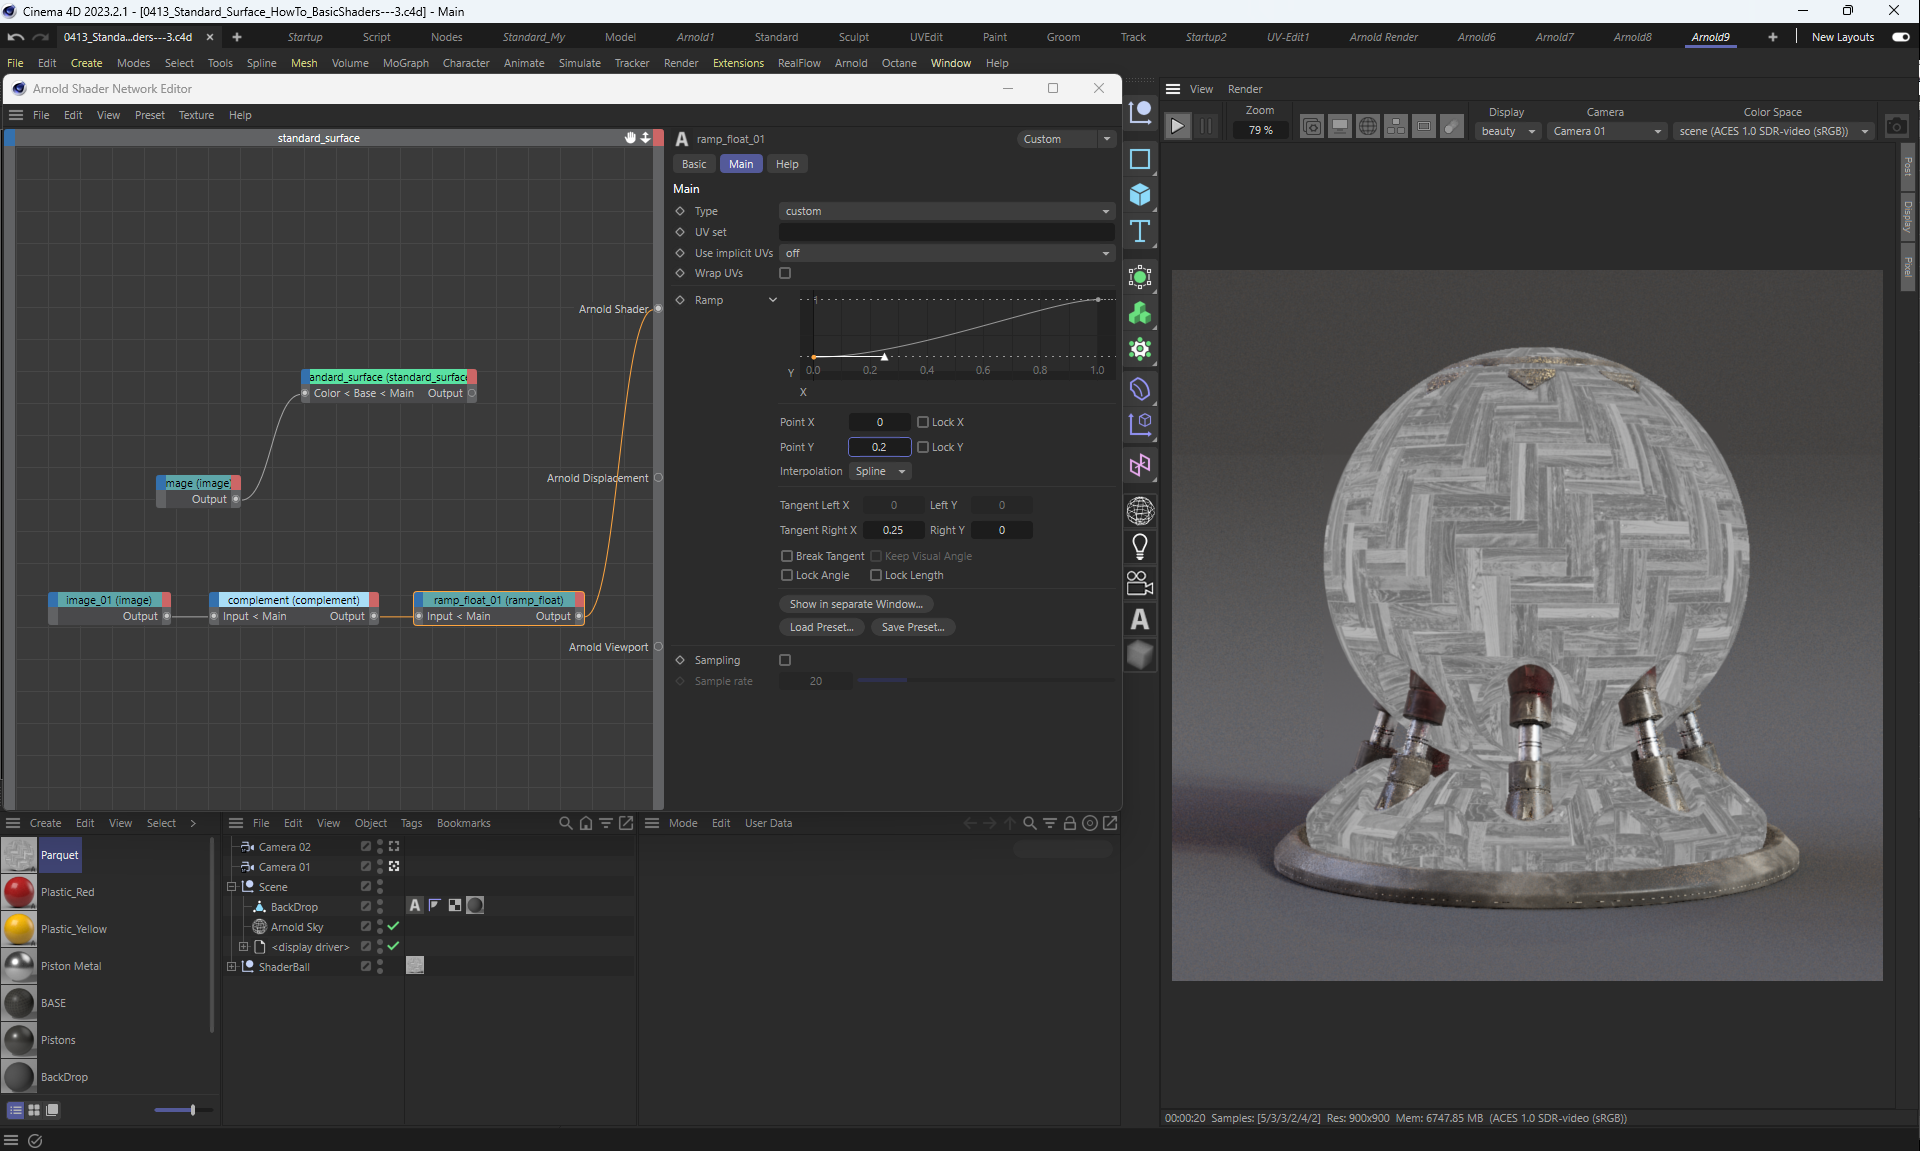 Cinema 4D 2023.2.1 - [0413_Standard_Surface_HowTo_BasicShaders---3.c4d] - Main
0413_Standa...ders---3.c4d Startup Script Nodes Standard_My Model Arnold1 Standard Sculpt UVEdit Paint Groom Track Startup2 UV-Edit1 Arnold Render Arnold6 Arnold7 Arnold8 Arnold9 New Layouts
File Edit Create Modes Select Tools Spline Mesh Volume MoGraph Character Animate Simulate Tracker Render Extensions RealFlow Arnold Octane Window Help
Arnold Shader Network Editor
File Edit View Preset Texture Help
standard_surface
Arnold Shader
andard_surface (standard_surface
Color < Base < Main Output
Arnold Displacement
mage (image)
Output
image_01 (image)
Output
complement (complement)
Input < Main Output
ramp_float_01 (ramp_float)
Input < Main Output
Arnold Viewport
A ramp_float_01 Custom
Basic Main Help
Main
Type custom
UV set
Use implicit UVs off
Wrap UVs
Ramp
Y 0.0 0.2 0.4 0.6 0.8 1.0
X
Point X 0 Lock X
Point Y 0.2 Lock Y
Interpolation Spline
Tangent Left X 0 Left Y 0
Tangent Right X 0.25 Right Y 0
Break Tangent Keep Visual Angle
Lock Angle Lock Length
Show in separate Window...
Load Preset... Save Preset...
Sampling
Sample rate 20
T
A
View Render
Zoom Display Camera Color Space
79 % beauty Camera 01 scene (ACES 1.0 SDR-video (sRGB))
Post
Display
Pixel
00:00:20 Samples: [5/3/3/2/4/2] Res: 900x900 Mem: 6747.85 MB (ACES 1.0 SDR-video (sRGB))
Create Edit View Select >
Parquet
Plastic_Red
Plastic_Yellow
Piston Metal
BASE
Pistons
BackDrop
File Edit View Object Tags Bookmarks
Camera 02
Camera 01
Scene
BackDrop A
Arnold Sky
<display driver>
ShaderBall
Mode Edit User Data